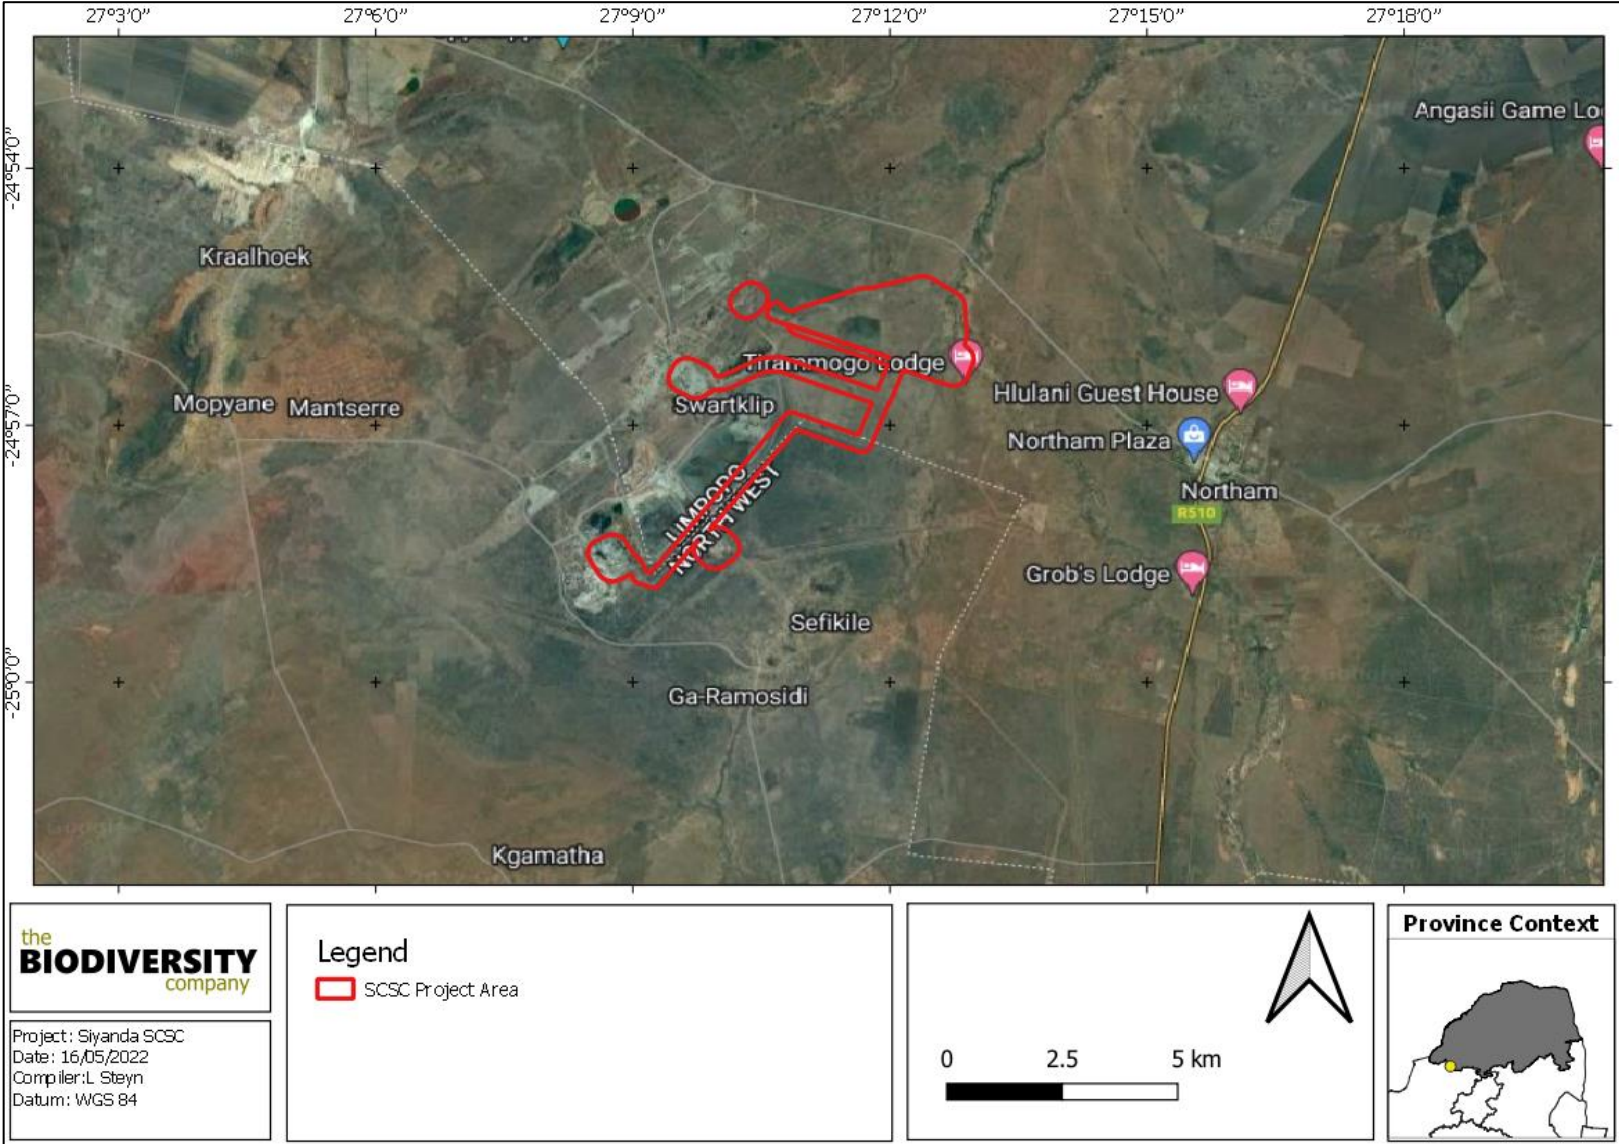 27°3'0" 27°6'0" 27°9'0" 27°12'0" 27°15'0" 27°18'0"
-24°54'0"
-24°57'0"
-25°0'0"
Angasii Game Lo
Kraalhoek
Tirammogo Lodge
Hlulani Guest House
Mopyane Mantserre
Swartklip
Northam Plaza
LIMPOPO
NORTH WEST
Northam
R510
Grob's Lodge
Sefikile
Ga-Ramosidi
Google
Kgamatha
the
BIODIVERSITY
company
Project: Siyanda SCSC
Date: 16/05/2022
Compiler:L Steyn
Datum: WGS 84
Legend
SCSC Project Area
0 2.5 5 km
Province Context